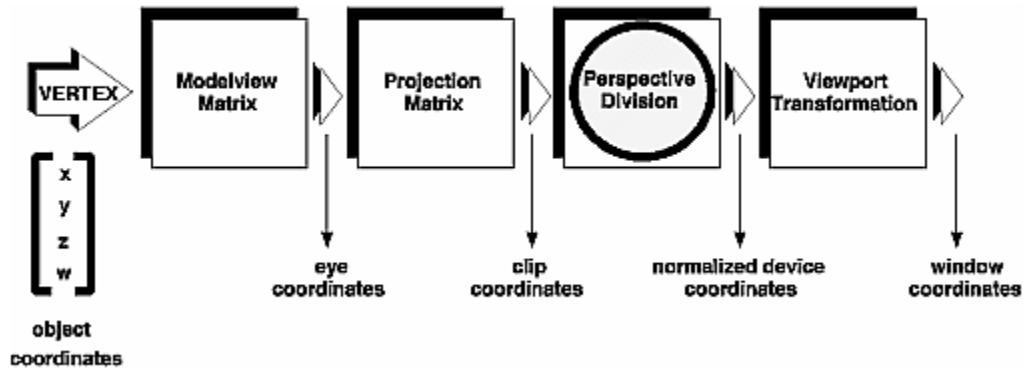 VERTEX
Modelview
Matrix
Projection
Matrix
Perspective
Division
Viewport
Transformation
x
y
z
w
object
coordinates
eye
coordinates
clip
coordinates
normalized device
coordinates
window
coordinates